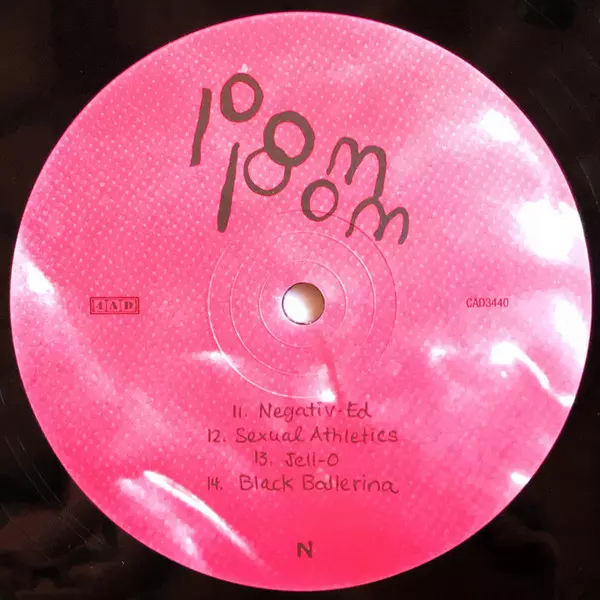 pom
pom
4AD
CAD3440
11. Negativ-Ed
12. Sexual Athletics
13. Jell-O
14. Black Ballerina
N